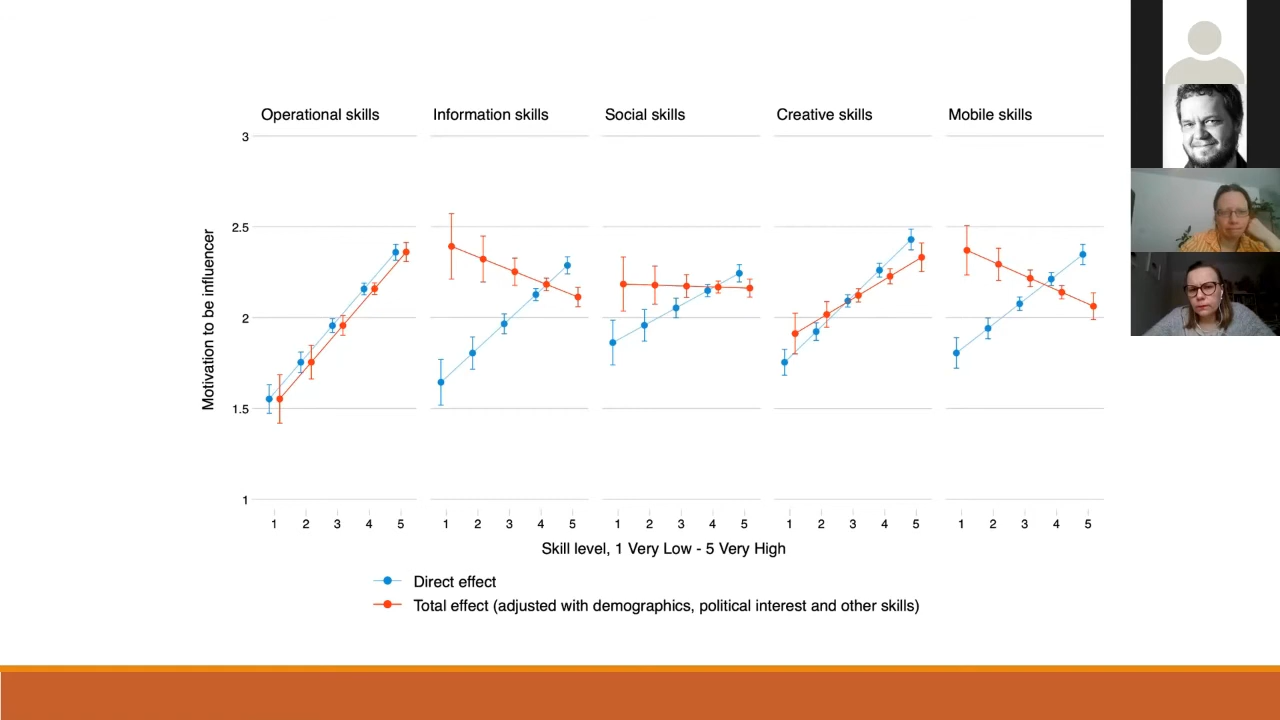 Operational skills Information skills Social skills Creative skills Mobile skills
3
2.5
2
1.5
1
Motivation to be influencer
1 2 3 4 5 1 2 3 4 5 1 2 3 4 5 1 2 3 4 5 1 2 3 4 5
Skill level, 1 Very Low - 5 Very High
Direct effect
Total effect (adjusted with demographics, political interest and other skills)